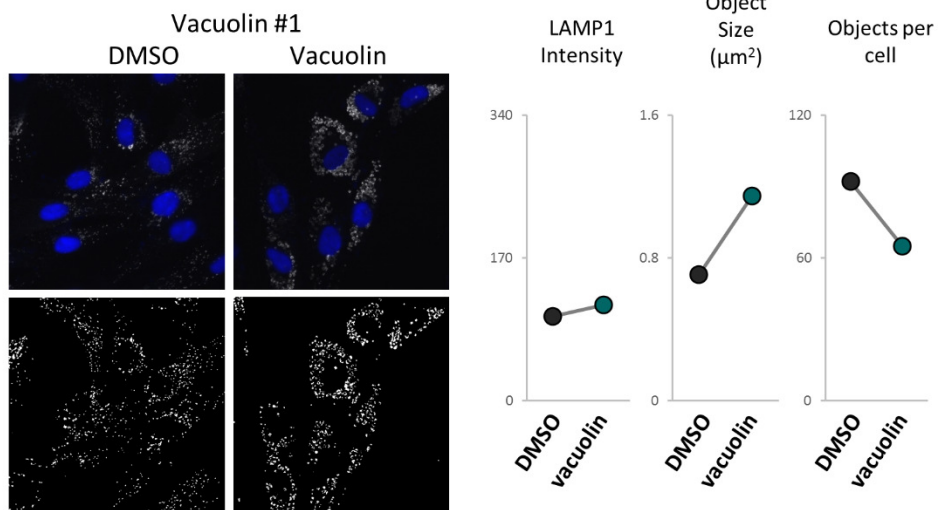 Vacuolin #1
DMSO Vacuolin
LAMP1
Intensity
Object
Size
(μm²)
Objects per
cell
340
170
0
DMSO
vacuolin
1.6
0.8
0
DMSO
vacuolin
120
60
0
DMSO
vacuolin